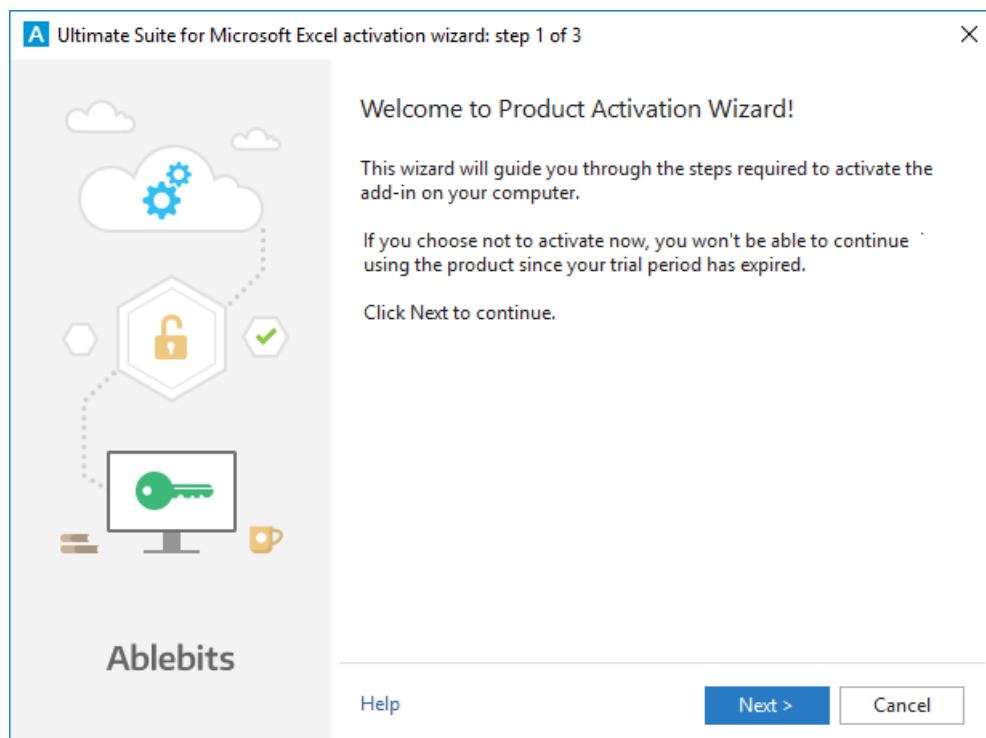 A Ultimate Suite for Microsoft Excel activation wizard: step 1 of 3
Welcome to Product Activation Wizard!
This wizard will guide you through the steps required to activate the
add-in on your computer.
If you choose not to activate now, you won't be able to continue
using the product since your trial period has expired.
Click Next to continue.
Ablebits
Help
Next >
Cancel